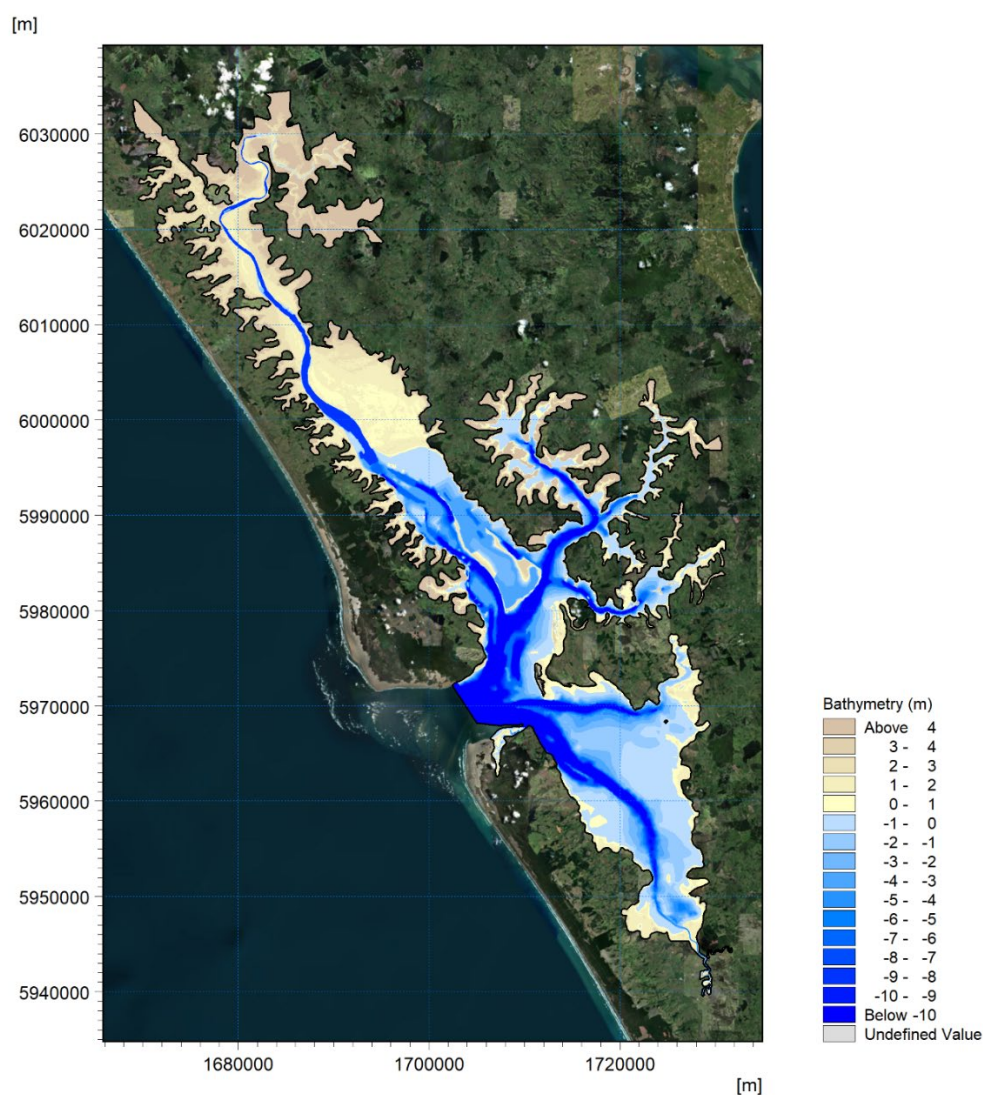 [m]
6030000
6020000
6010000
6000000
5990000
5980000
5970000
5960000
5950000
5940000
1680000 1700000 1720000
[m]
Bathymetry (m)
Above 4
3 - 4
2 - 3
1 - 2
0 - 1
-1 - 0
-2 - -1
-3 - -2
-4 - -3
-5 - -4
-6 - -5
-7 - -6
-8 - -7
-9 - -8
-10 - -9
Below -10
Undefined Value